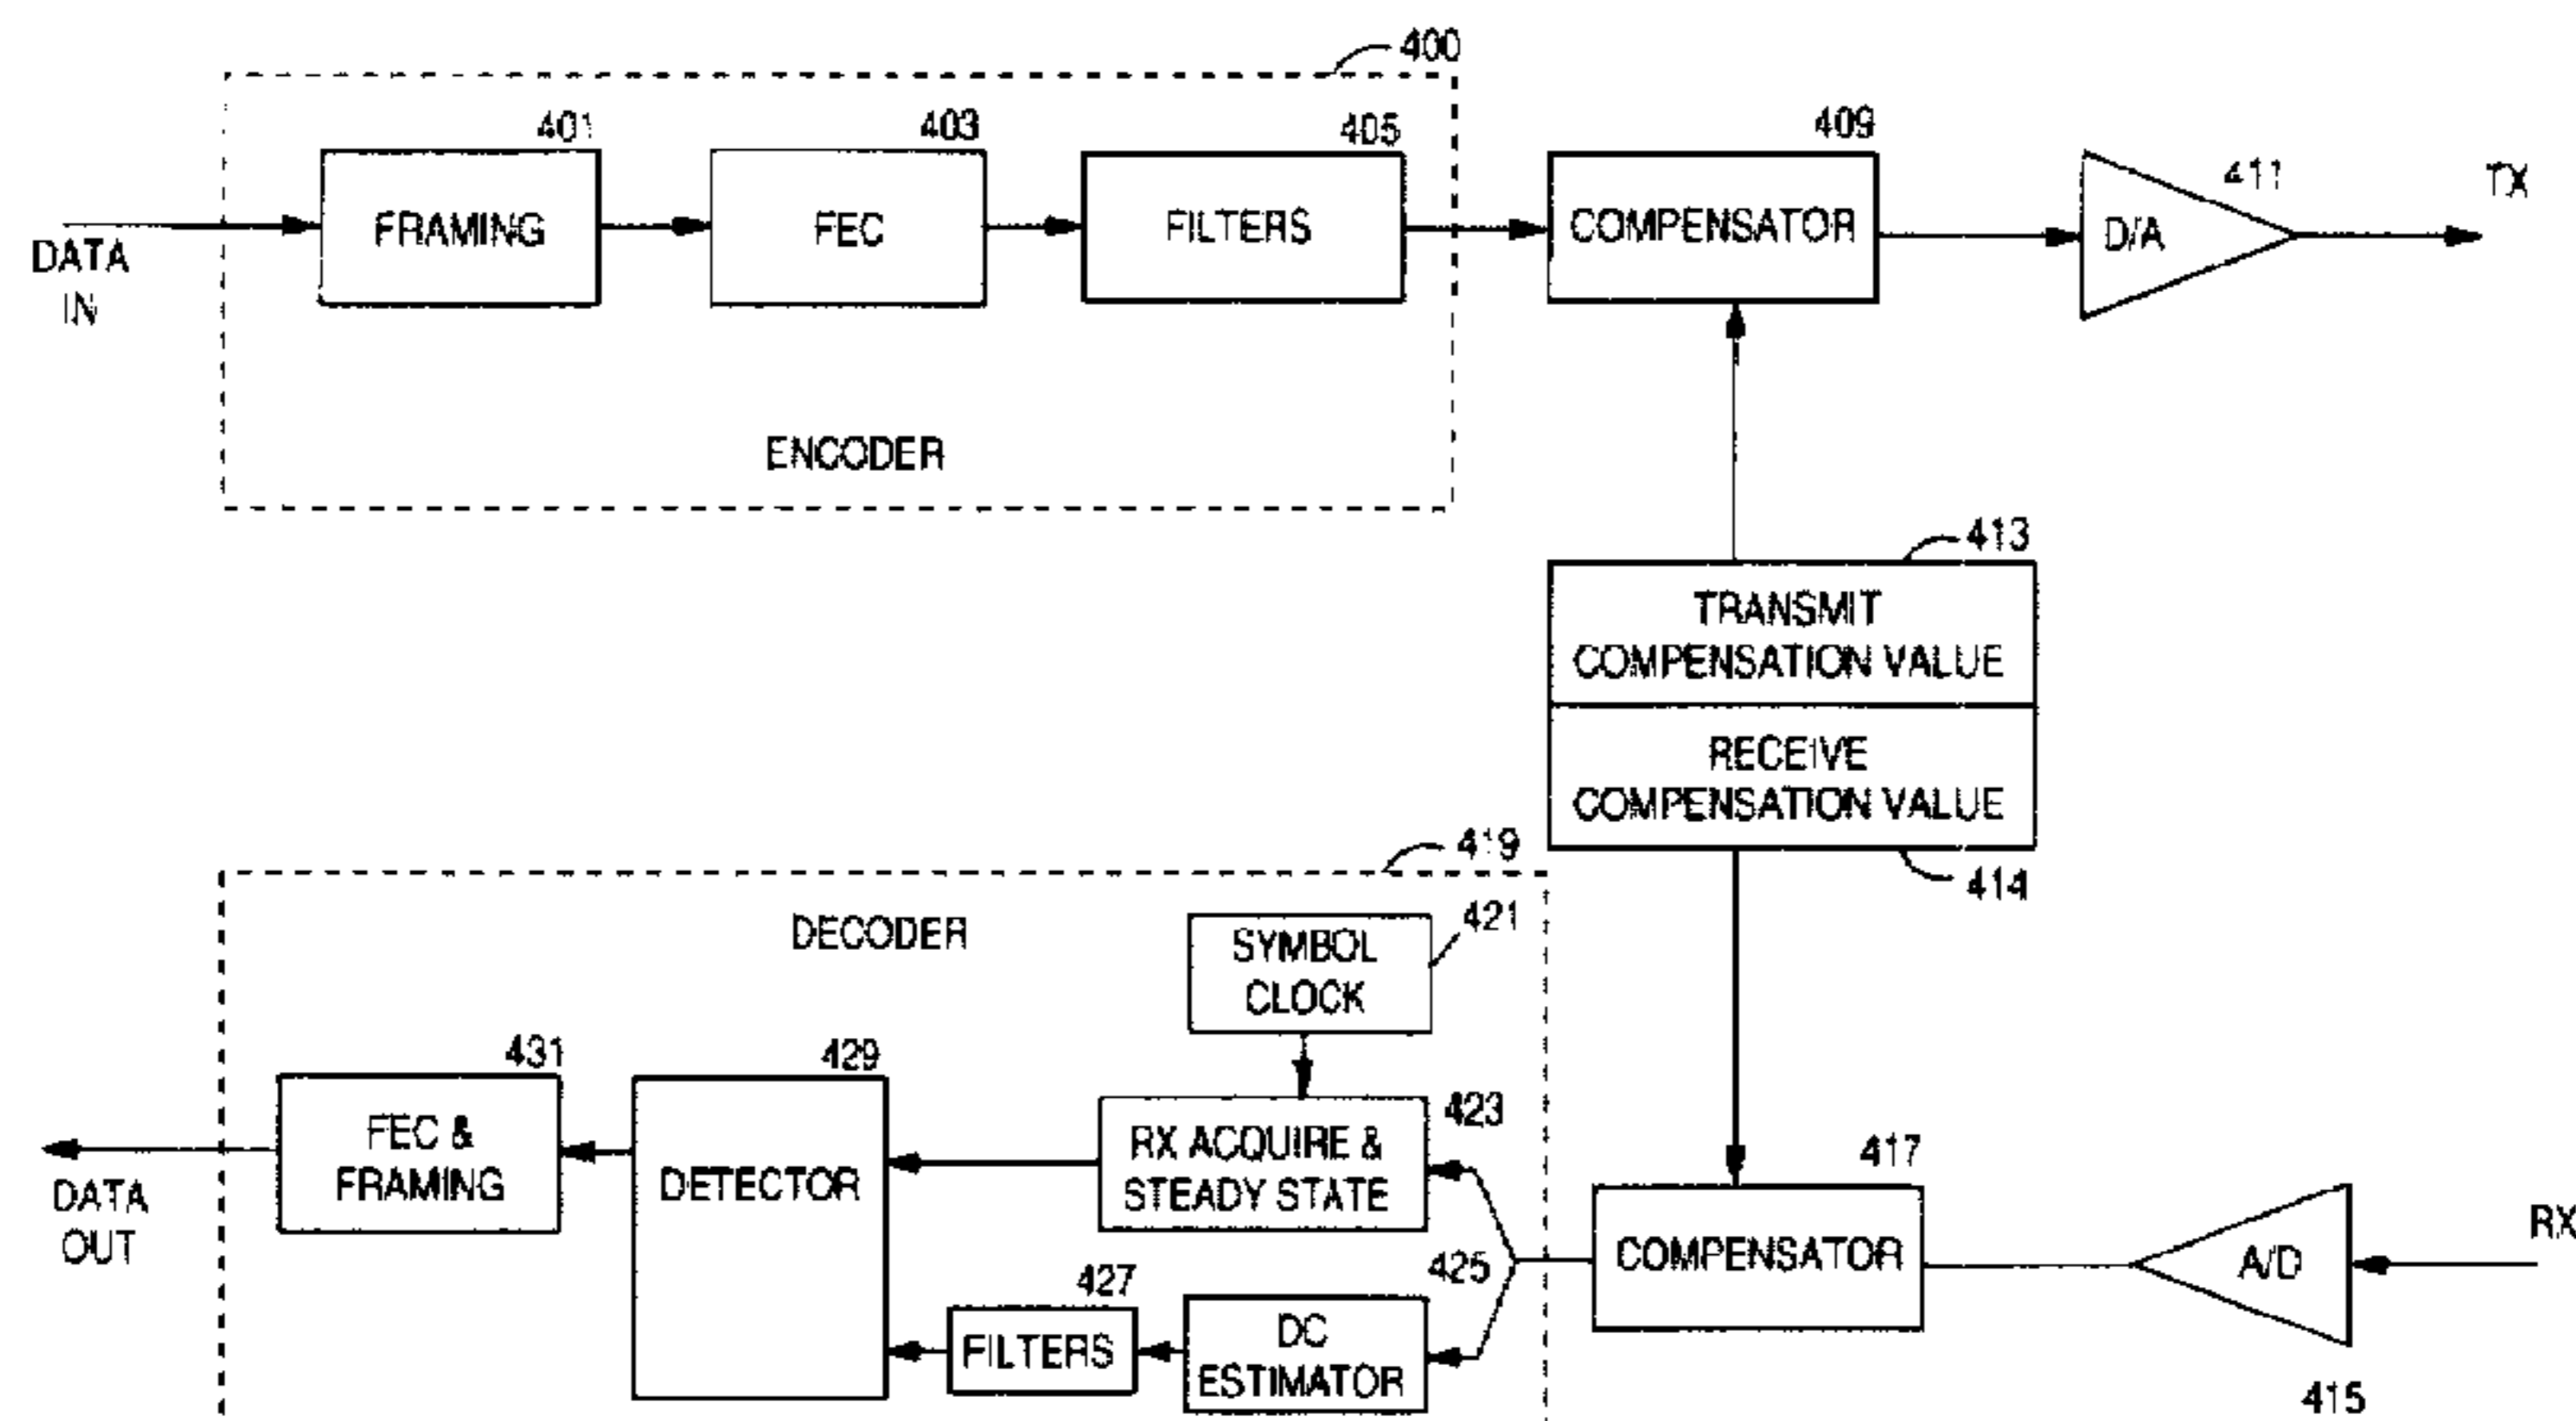 400
401
403
405
409
411
TX
FRAMING
FEC
FILTERS
COMPENSATOR
D/A
DATA
IN
ENCODER
413
TRANSMIT
COMPENSATION VALUE
RECEIVE
COMPENSATION VALUE
414
419
DECODER
421
SYMBOL
CLOCK
431
429
423
FEC &
FRAMING
DETECTOR
RX ACQUIRE &
STEADY STATE
417
COMPENSATOR
A/D
RX
415
DATA
OUT
425
427
FILTERS
DC
ESTIMATOR